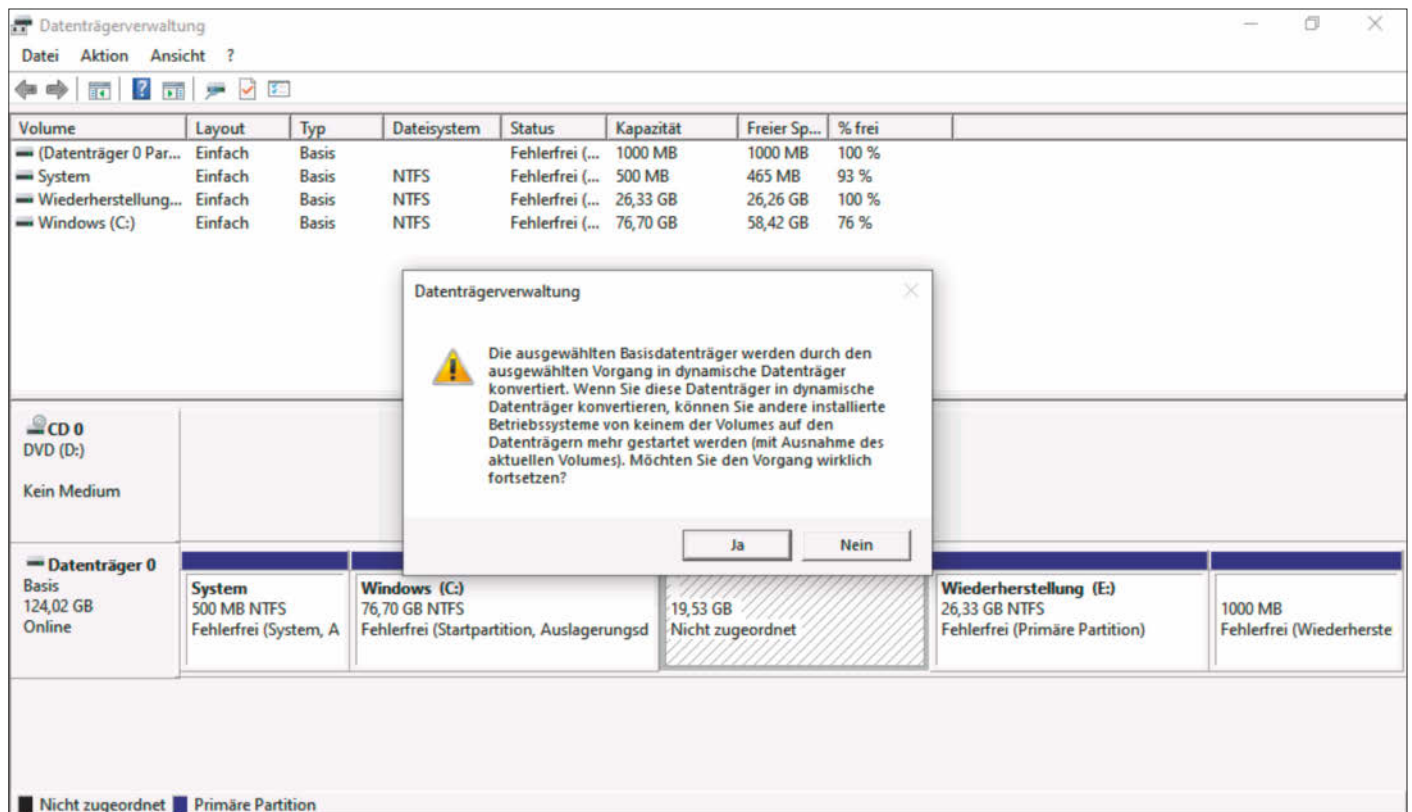 Datenträgerverwaltung
Datei Aktion Ansicht ?
Volume Layout Typ Dateisystem Status Kapazität Freier Sp... % frei
(Datenträger 0 Par... Einfach Basis Fehlerfrei (... 1000 MB 1000 MB 100 %
System Einfach Basis NTFS Fehlerfrei (... 500 MB 465 MB 93 %
Wiederherstellung... Einfach Basis NTFS Fehlerfrei (... 26,33 GB 26,26 GB 100 %
Windows (C:) Einfach Basis NTFS Fehlerfrei (... 76,70 GB 58,42 GB 76 %
Datenträgerverwaltung
Die ausgewählten Basisdatenträger werden durch den
ausgewählten Vorgang in dynamische Datenträger
konvertiert. Wenn Sie diese Datenträger in dynamische
Datenträger konvertieren, können Sie andere installierte
Betriebssysteme von keinem der Volumes auf den
Datenträgern mehr gestartet werden (mit Ausnahme des
aktuellen Volumes). Möchten Sie den Vorgang wirklich
fortsetzen?
Ja Nein
CD 0
DVD (D:)
Kein Medium
Datenträger 0
Basis
124,02 GB
Online
System
500 MB NTFS
Fehlerfrei (System, A
Windows (C:)
76,70 GB NTFS
Fehlerfrei (Startpartition, Auslagerungsd
19,53 GB
Nicht zugeordnet
Wiederherstellung (E:)
26,33 GB NTFS
Fehlerfrei (Primäre Partition)
1000 MB
Fehlerfrei (Wiederherste
Nicht zugeordnet Primäre Partition